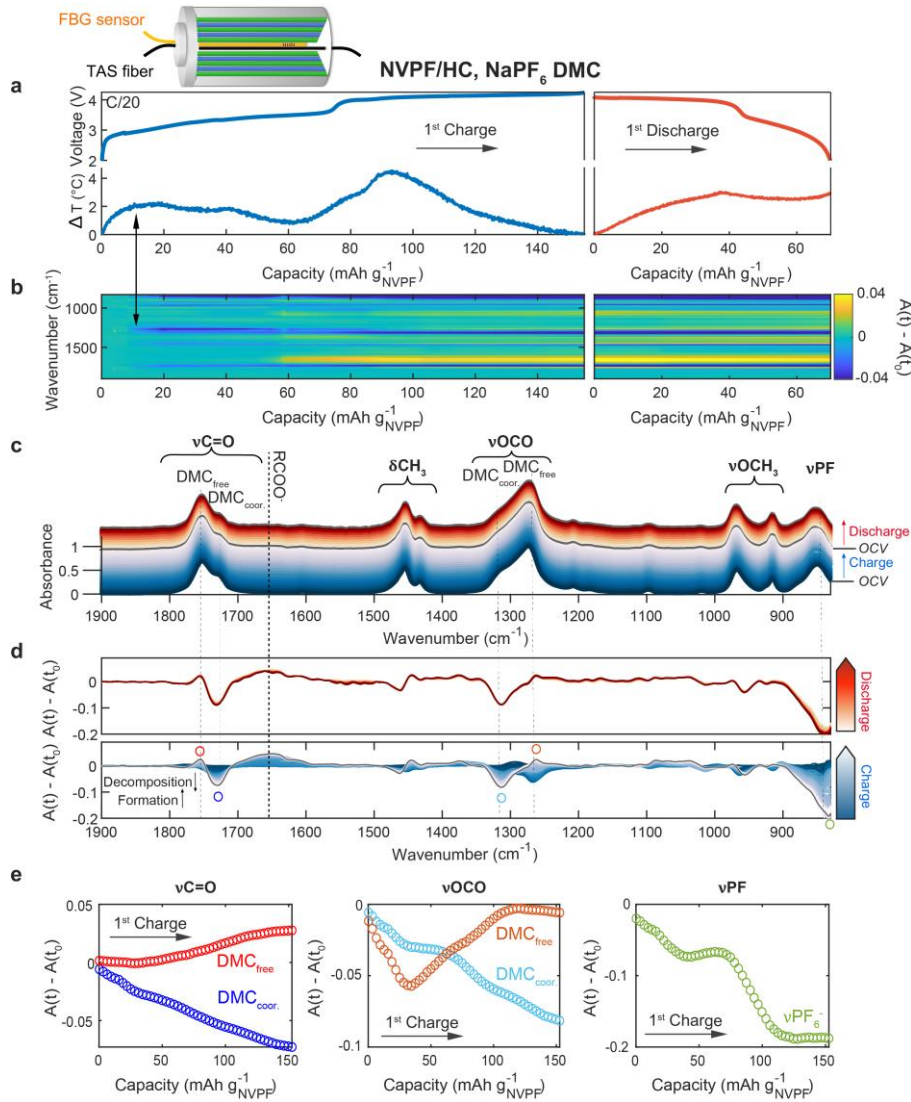 FBG sensor
TAS fiber
NVPF/HC, NaPF6 DMC
a
C/20
Voltage (V)
4
3
2
1st Charge
1st Discharge
ΔT (°C)
4
2
0
0 20 40 60 80 100 120 140
0 20 40 60
Capacity (mAh g-1NVPF)
Capacity (mAh g-1NVPF)
b
Wavenumber (cm-1)
1000
1500
0.04
0
-0.04
A(t) - A(t0)
0 20 40 60 80 100 120 140
0 20 40 60
Capacity (mAh g-1NVPF)
Capacity (mAh g-1NVPF)
c
νC=O
DMCfree
DMCcoor.
RCOO-
δCH3
νOCO
DMCcoor.
DMCfree
νOCH3
νPF
Absorbance
1
0.5
0
Discharge
OCV
Charge
OCV
1900 1800 1700 1600 1500 1400 1300 1200 1100 1000 900
Wavenumber (cm-1)
d
A(t) - A(t0)
0
-0.1
-0.2
Discharge
A(t) - A(t0)
0
-0.1
-0.2
Decomposition
Formation
Charge
1900 1800 1700 1600 1500 1400 1300 1200 1100 1000 900
Wavenumber (cm-1)
e
νC=O
A(t) - A(t0)
0.05
0
-0.05
1st Charge
DMCfree
DMCcoor.
0 50 100 150
Capacity (mAh g-1NVPF)
νOCO
A(t) - A(t0)
0
-0.05
-0.1
DMCfree
DMCcoor.
1st Charge
0 50 100 150
Capacity (mAh g-1NVPF)
νPF
A(t) - A(t0)
0
-0.1
-0.2
1st Charge
νPF6-
0 50 100 150
Capacity (mAh g-1NVPF)